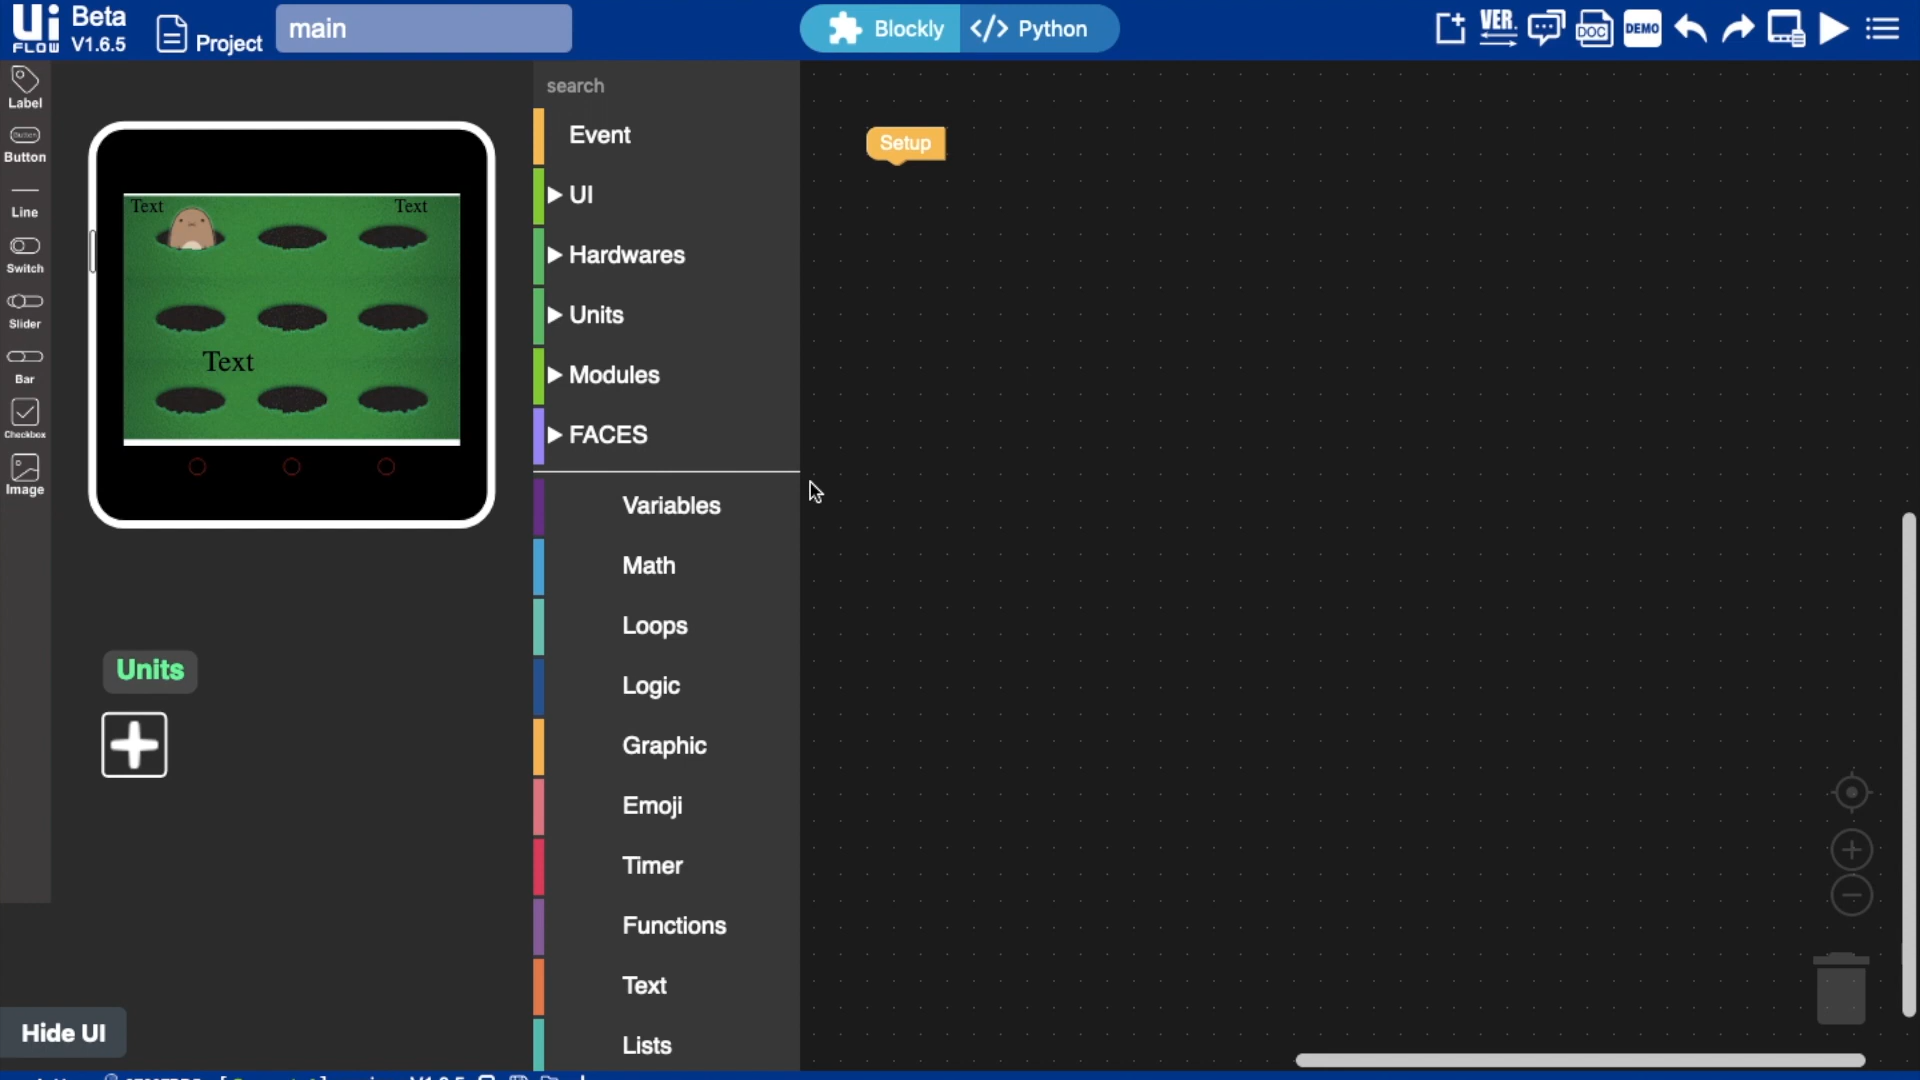 Ui
FLOW
Beta
V1.6.5
Project
main
Blockly
</> Python
VER.
DOC
DEMO
Label
Button
Button
Line
Switch
Slider
Bar
Checkbox
Image
Text
Text
Text
Units
Hide UI
search
Event
UI
Hardwares
Units
Modules
FACES
Variables
Math
Loops
Logic
Graphic
Emoji
Timer
Functions
Text
Lists
Setup